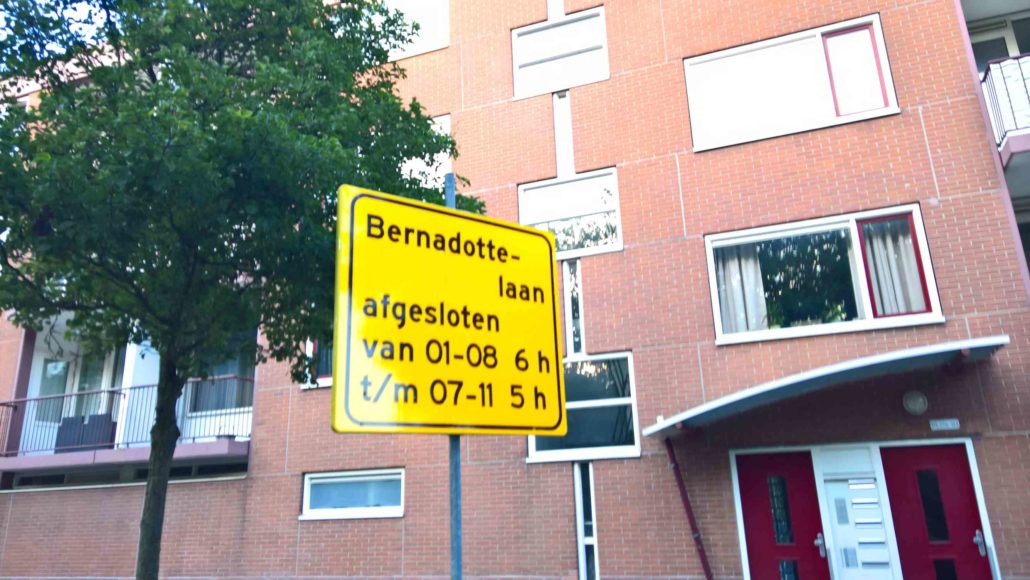 Bernadotte-
laan
afgesloten
van 01-08 6 h
t/m 07-11 5 h